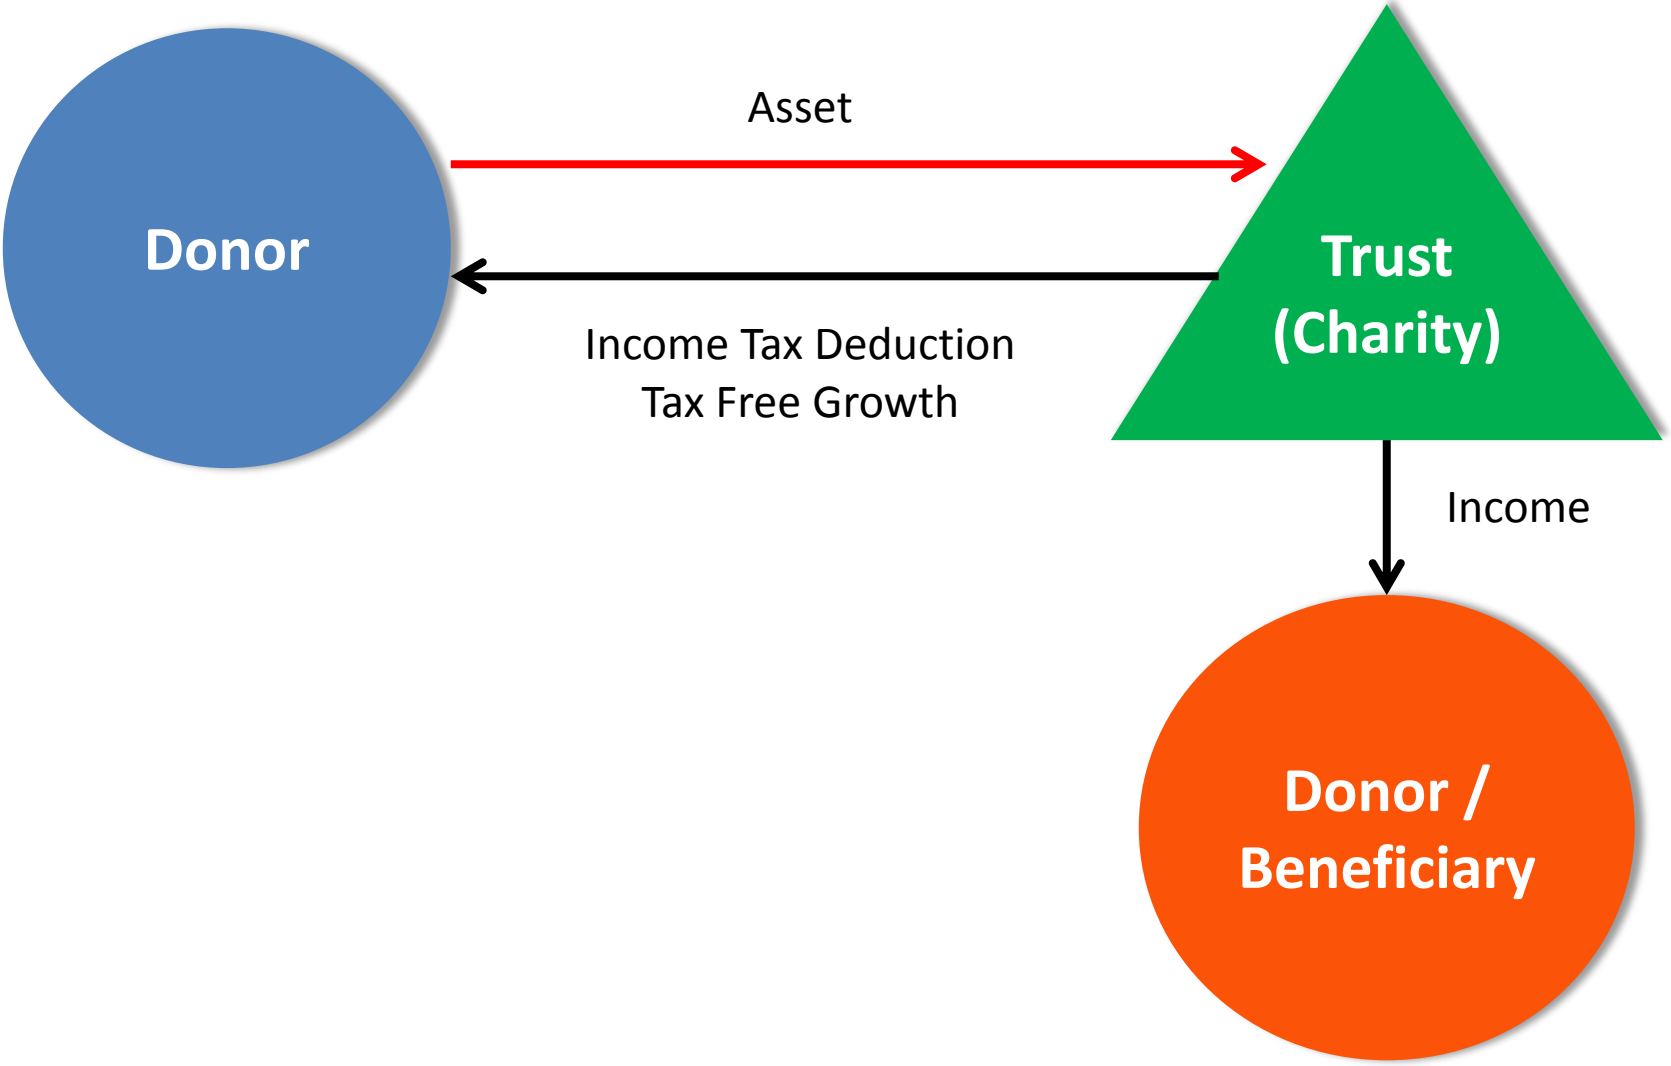 Asset
Donor
Trust
(Charity)
Income Tax Deduction
Tax Free Growth
Income
Donor /
Beneficiary